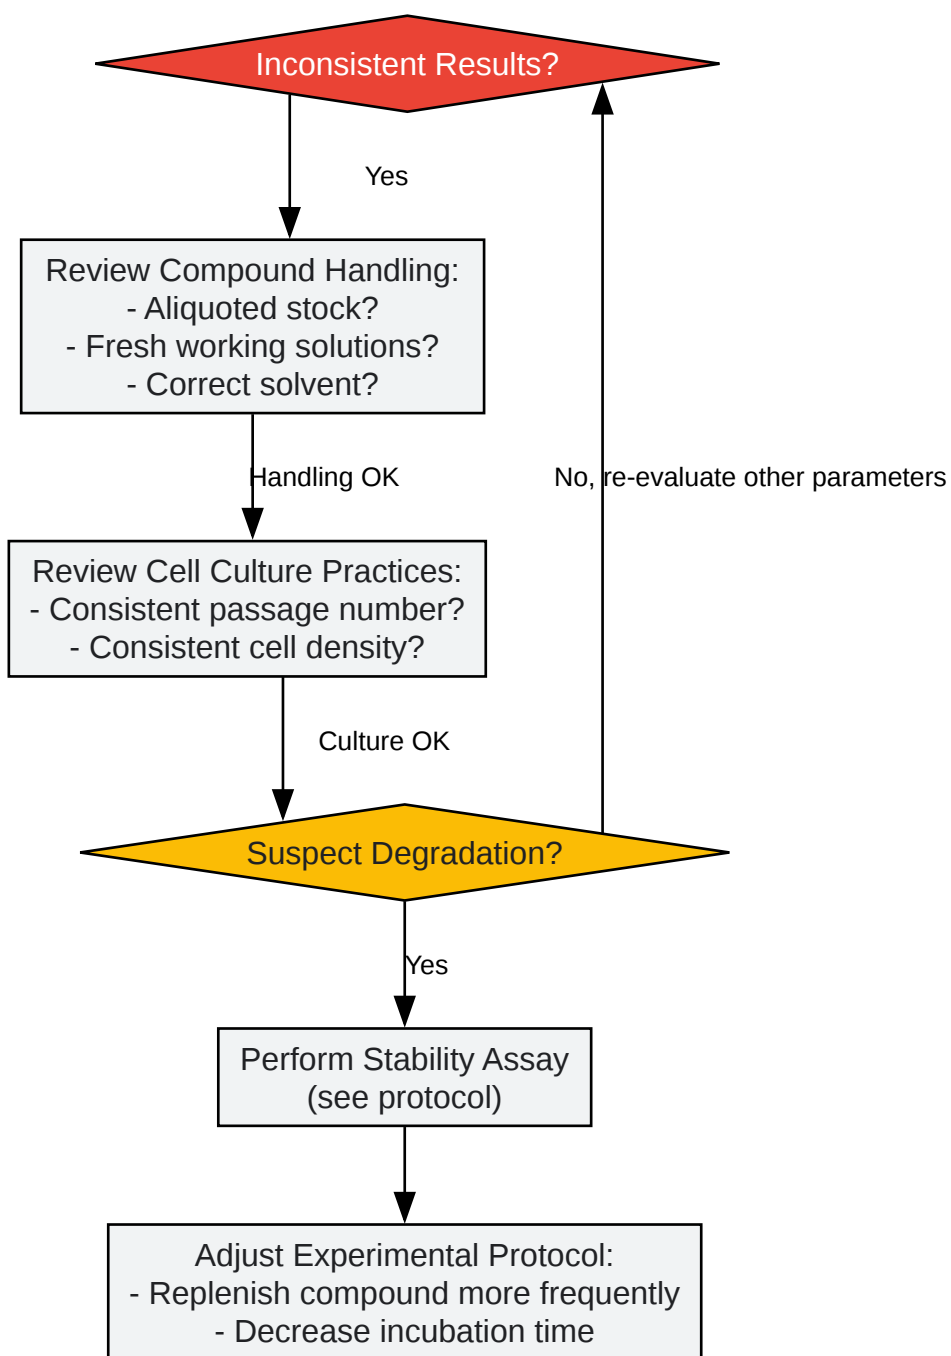 Inconsistent Results?
Yes
Review Compound Handling:
- Aliquoted stock?
- Fresh working solutions?
- Correct solvent?
Handling OK
No, re-evaluate other parameters
Review Cell Culture Practices:
- Consistent passage number?
- Consistent cell density?
Culture OK
Suspect Degradation?
Yes
Perform Stability Assay
(see protocol)
Adjust Experimental Protocol:
- Replenish compound more frequently
- Decrease incubation time